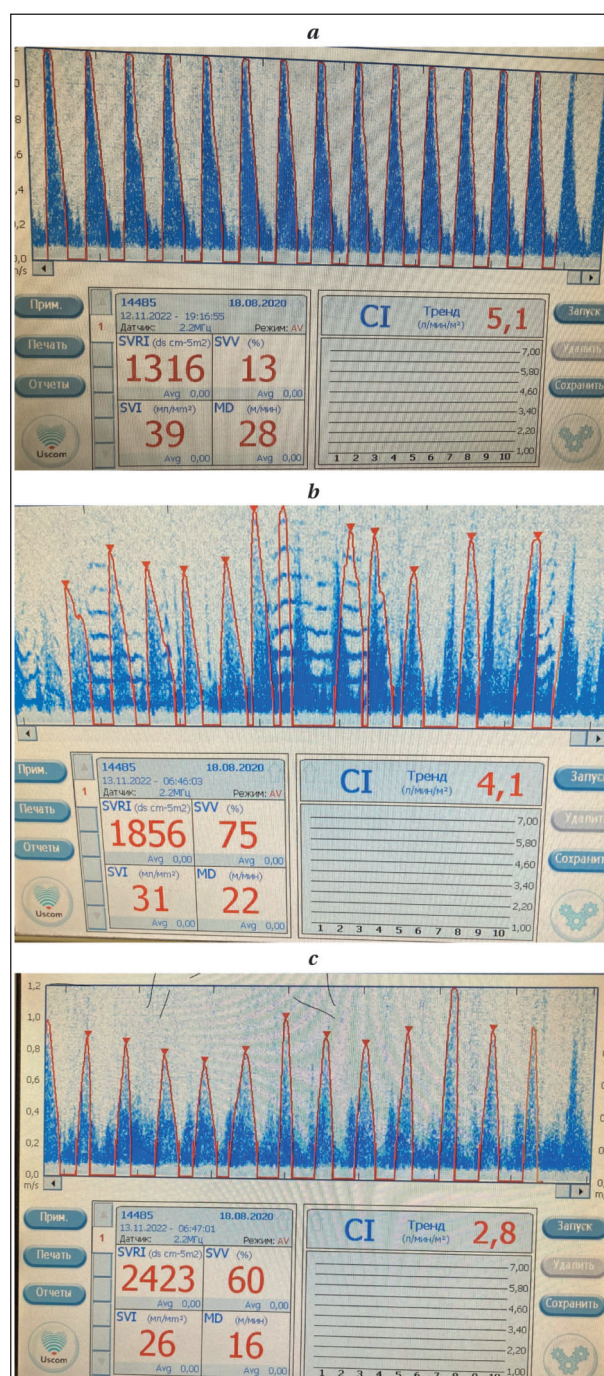 a
0,2
0,0
m/s
Прим.
Печать
Отчеты
Uscom
1
14485 18.08.2020
12.11.2022 - 19:16:55
Датчик: 2.2МГц Режим: AV
SVRI (ds cm-5m2) SVV (%)
1316 13
Avg 0,00 Avg 0,00
SVI (мл/мm²) MD (м/мин)
39 28
Avg 0,00 Avg 0,00
CI Тренд (л/мин/м²) 5,1
7,00
5,80
4,60
3,40
2,20
1,00
1 2 3 4 5 6 7 8 9 10
Запуск
Удалить
Сохранить
b
Прим.
Печать
Отчеты
Uscom
1
14485 18.08.2020
13.11.2022 - 06:46:03
Датчик: 2.2МГц Режим: AV
SVRI (ds cm-5m2) SVV (%)
1856 75
Avg 0,00 Avg 0,00
SVI (мл/мm²) MD (м/мин)
31 22
Avg 0,00 Avg 0,00
CI Тренд (л/мин/м²) 4,1
7,00
5,80
4,60
3,40
2,20
1,00
1 2 3 4 5 6 7 8 9 10
Запуск
Удалить
Сохранить
c
1,2
1,0
0,8
0,6
0,4
0,2
0,0
m/s
Прим.
Печать
Отчеты
Uscom
1
14485 18.08.2020
13.11.2022 - 06:47:01
Датчик: 2.2МГц Режим: AV
SVRI (ds cm-5m2) SVV (%)
2423 60
Avg 0,00 Avg 0,00
SVI (мл/мm²) MD (м/мин)
26 16
Avg 0,00 Avg 0,00
CI Тренд (л/мин/м²) 2,8
7,00
5,80
4,60
3,40
2,20
1,00
1 2 3 4 5 6 7 8 9 10
Запуск
Удалить
Сохранить